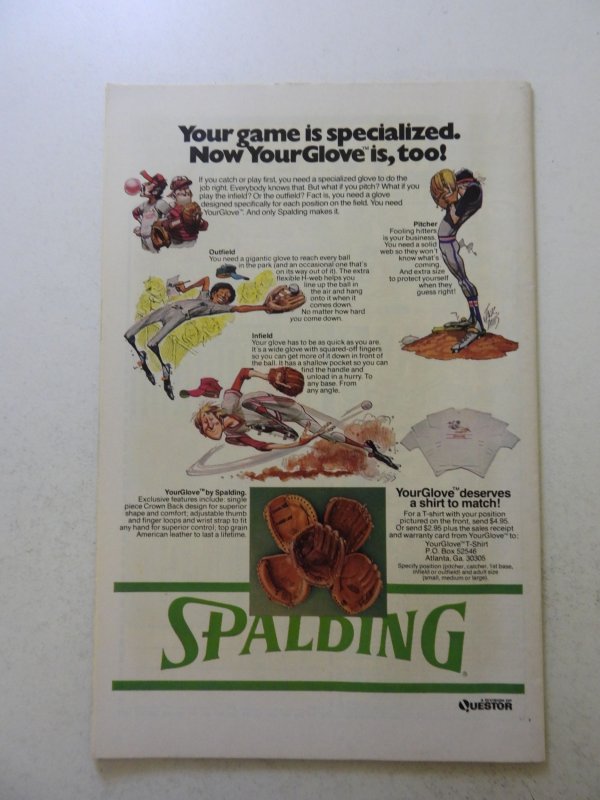 Your game is specialized.
Now YourGlove™ is, too!
If you catch or play first, you need a specialized glove to do the
job right. Everybody knows that. But what if you pitch? What if you
play the infield? Or the outfield? Fact is, you need a glove
designed specifically for each position on the field. You need
YourGlove™. And only Spalding makes it.
Pitcher
Fooling hitters
is your business.
You need a solid
web so they won't
know what's
coming.
And extra size
to protect yourself
when they
guess right!
Outfield
You need a gigantic glove to reach every ball
in the park (and an occasional one that's
on its way out of it). The extra
flexible H-web helps you
line up the ball in
the air and hang
onto it when it
comes down.
No matter how hard
you come down.
Infield
Your glove has to be as quick as you are.
It's a wide glove with squared-off fingers
so you can get more of it down in front of
the ball. It has a shallow pocket so you can
find the handle and
unload in a hurry. To
any base. From
any angle.
YourGlove™ by Spalding.
Exclusive features include: single
piece Crown Back design for superior
shape and comfort; adjustable thumb
and finger loops and wrist strap to fit
any hand for superior control; top grain
American leather to last a lifetime.
YourGlove™ deserves
a shirt to match!
For a T-shirt with your position
pictured on the front, send $4.95.
Or send $2.95 plus the sales receipt
and warranty card from YourGlove™ to:
YourGlove™ T-Shirt
P.O. Box 52546
Atlanta, Ga. 30305
Specify position (pitcher, catcher, 1st base,
infield or outfield) and adult size
(small, medium or large).
SPALDING®
A DIVISION OF
QUESTOR